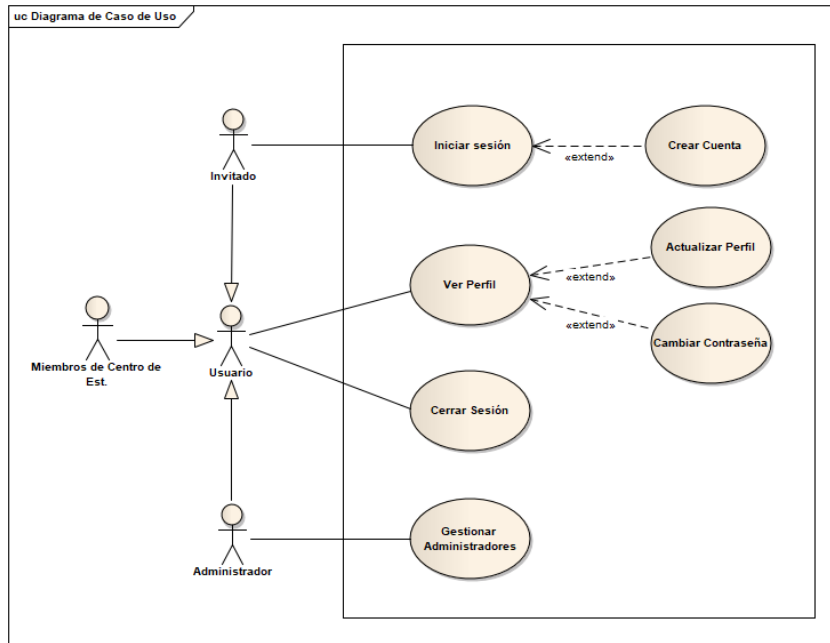 uc Diagrama de Caso de Uso
Invitado
Iniciar sesión
«extend»
Crear Cuenta
Actualizar Perfil
«extend»
Ver Perfil
«extend»
Cambiar Contraseña
Miembros de Centro de
Est.
Usuario
Cerrar Sesión
Administrador
Gestionar
Administradores